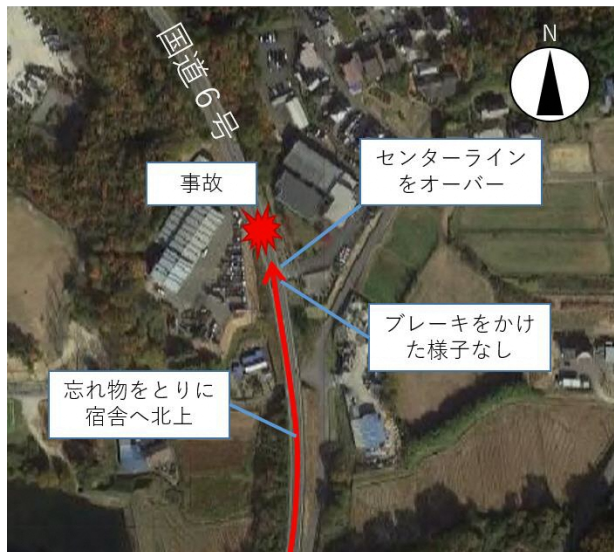 国道６号
N
センターライン
をオーバー
事故
ブレーキをかけ
た様子なし
忘れ物をとりに
宿舎へ北上